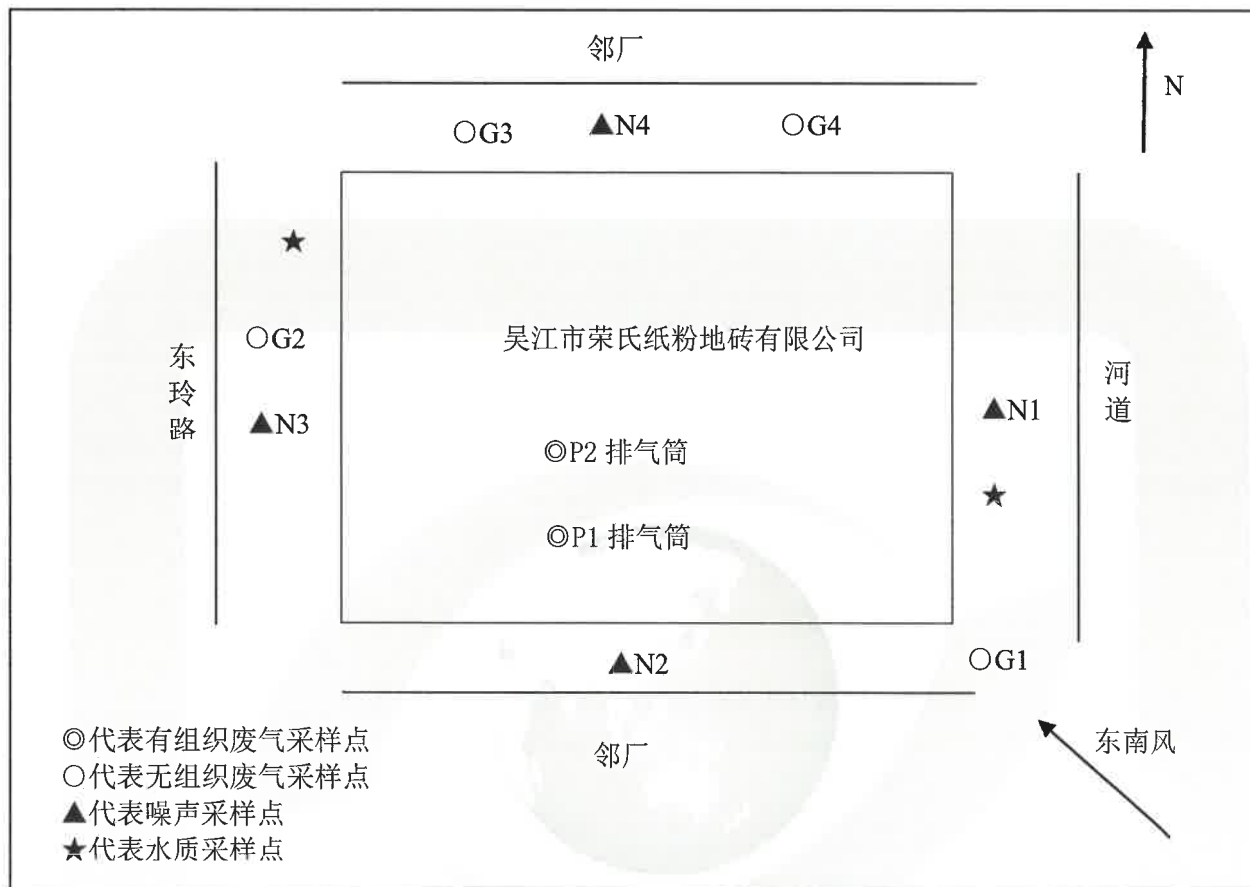 邻厂
N
○G3
▲N4
○G4
★
○G2
吴江市荣氏纸粉地砖有限公司
东玲路
河道
▲N3
▲N1
◎P2 排气筒
★
◎P1 排气筒
▲N2
○G1
◎代表有组织废气采样点
○代表无组织废气采样点
▲代表噪声采样点
★代表水质采样点
邻厂
东南风